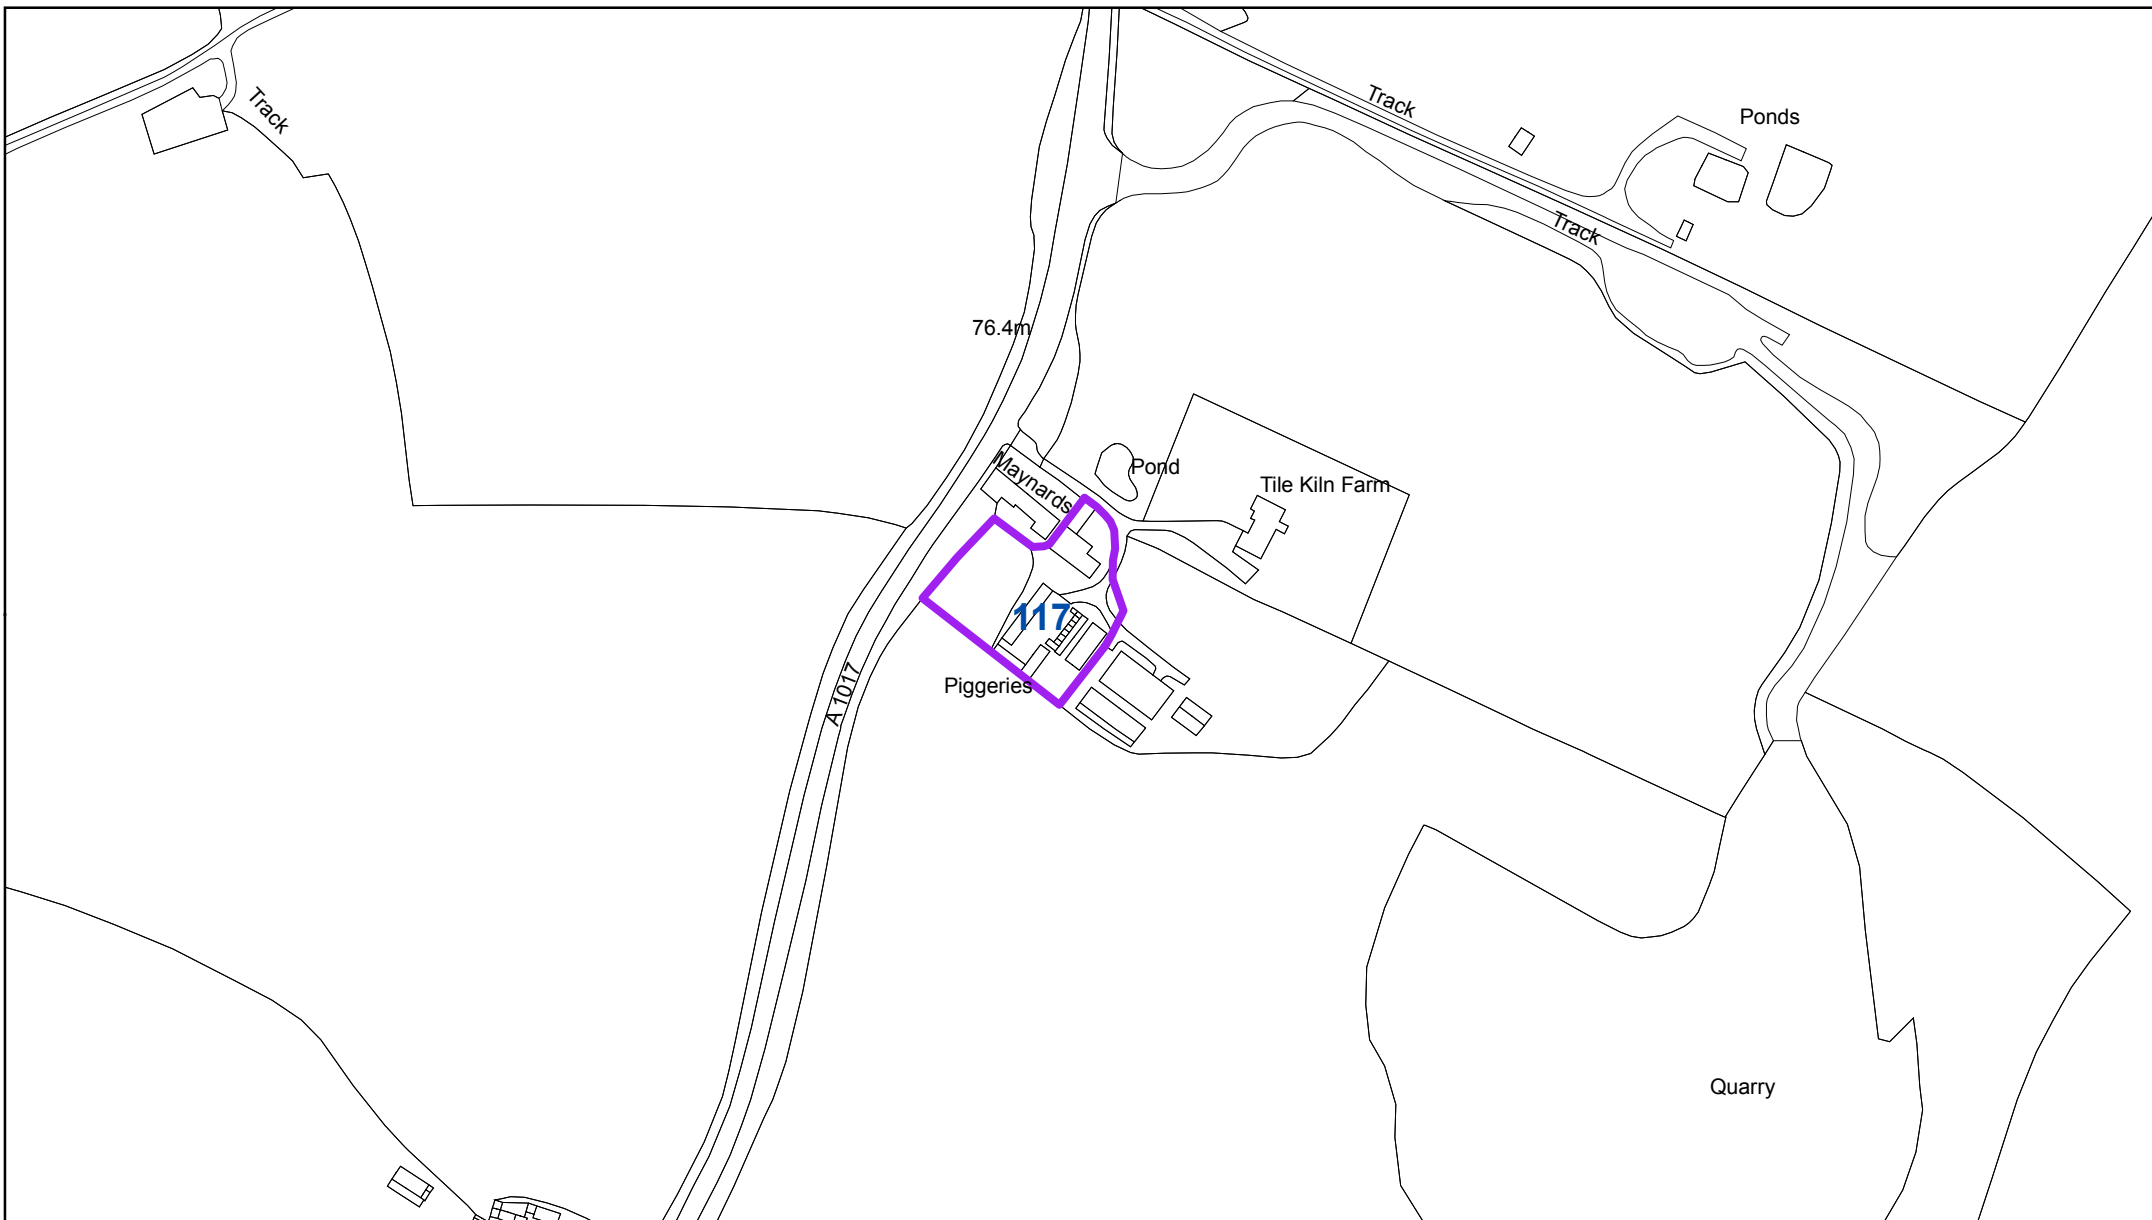 Track
Track
Ponds
Track
76.4m
Maynards
Pond
Tile Kiln Farm
117
Piggeries
A 1017
Quarry